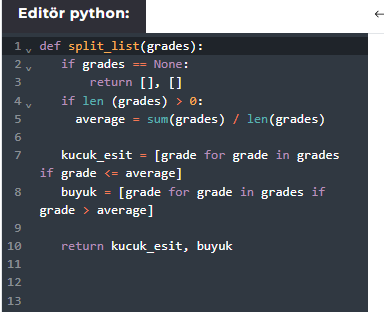 Editör python:
←
1 def split_list(grades):
2 if grades == None:
3 return [], []
4 if len (grades) > 0:
5 average = sum(grades) / len(grades)
6
7 kucuk_esit = [grade for grade in grades
if grade <= average]
8 buyuk = [grade for grade in grades if
grade > average]
9
10 return kucuk_esit, buyuk
11
12
13